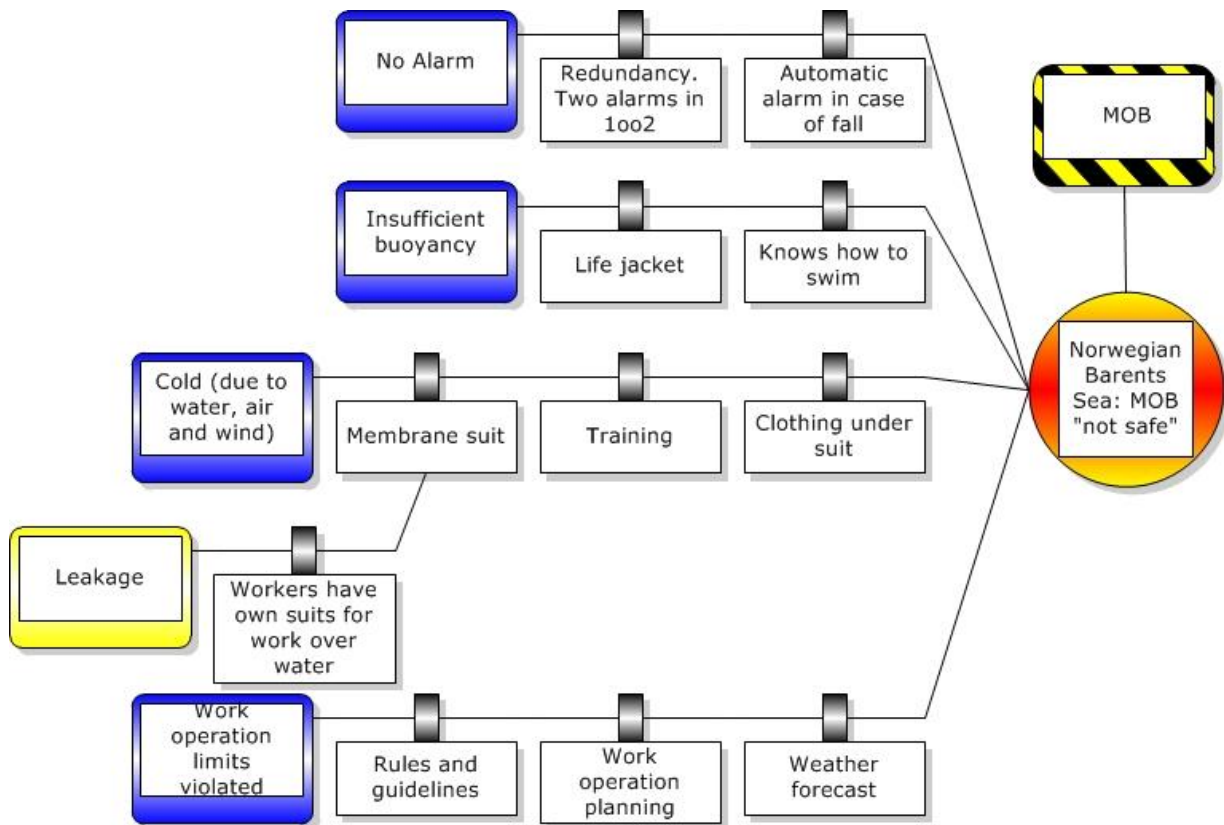 No Alarm
Redundancy.
Two alarms in
1oo2
Automatic
alarm in case
of fall
MOB
Insufficient
buoyancy
Life jacket
Knows how to
swim
Norwegian
Barents
Sea: MOB
"not safe"
Cold (due to
water, air
and wind)
Membrane suit
Training
Clothing under
suit
Leakage
Workers have
own suits for
work over
water
Work
operation
limits
violated
Rules and
guidelines
Work
operation
planning
Weather
forecast